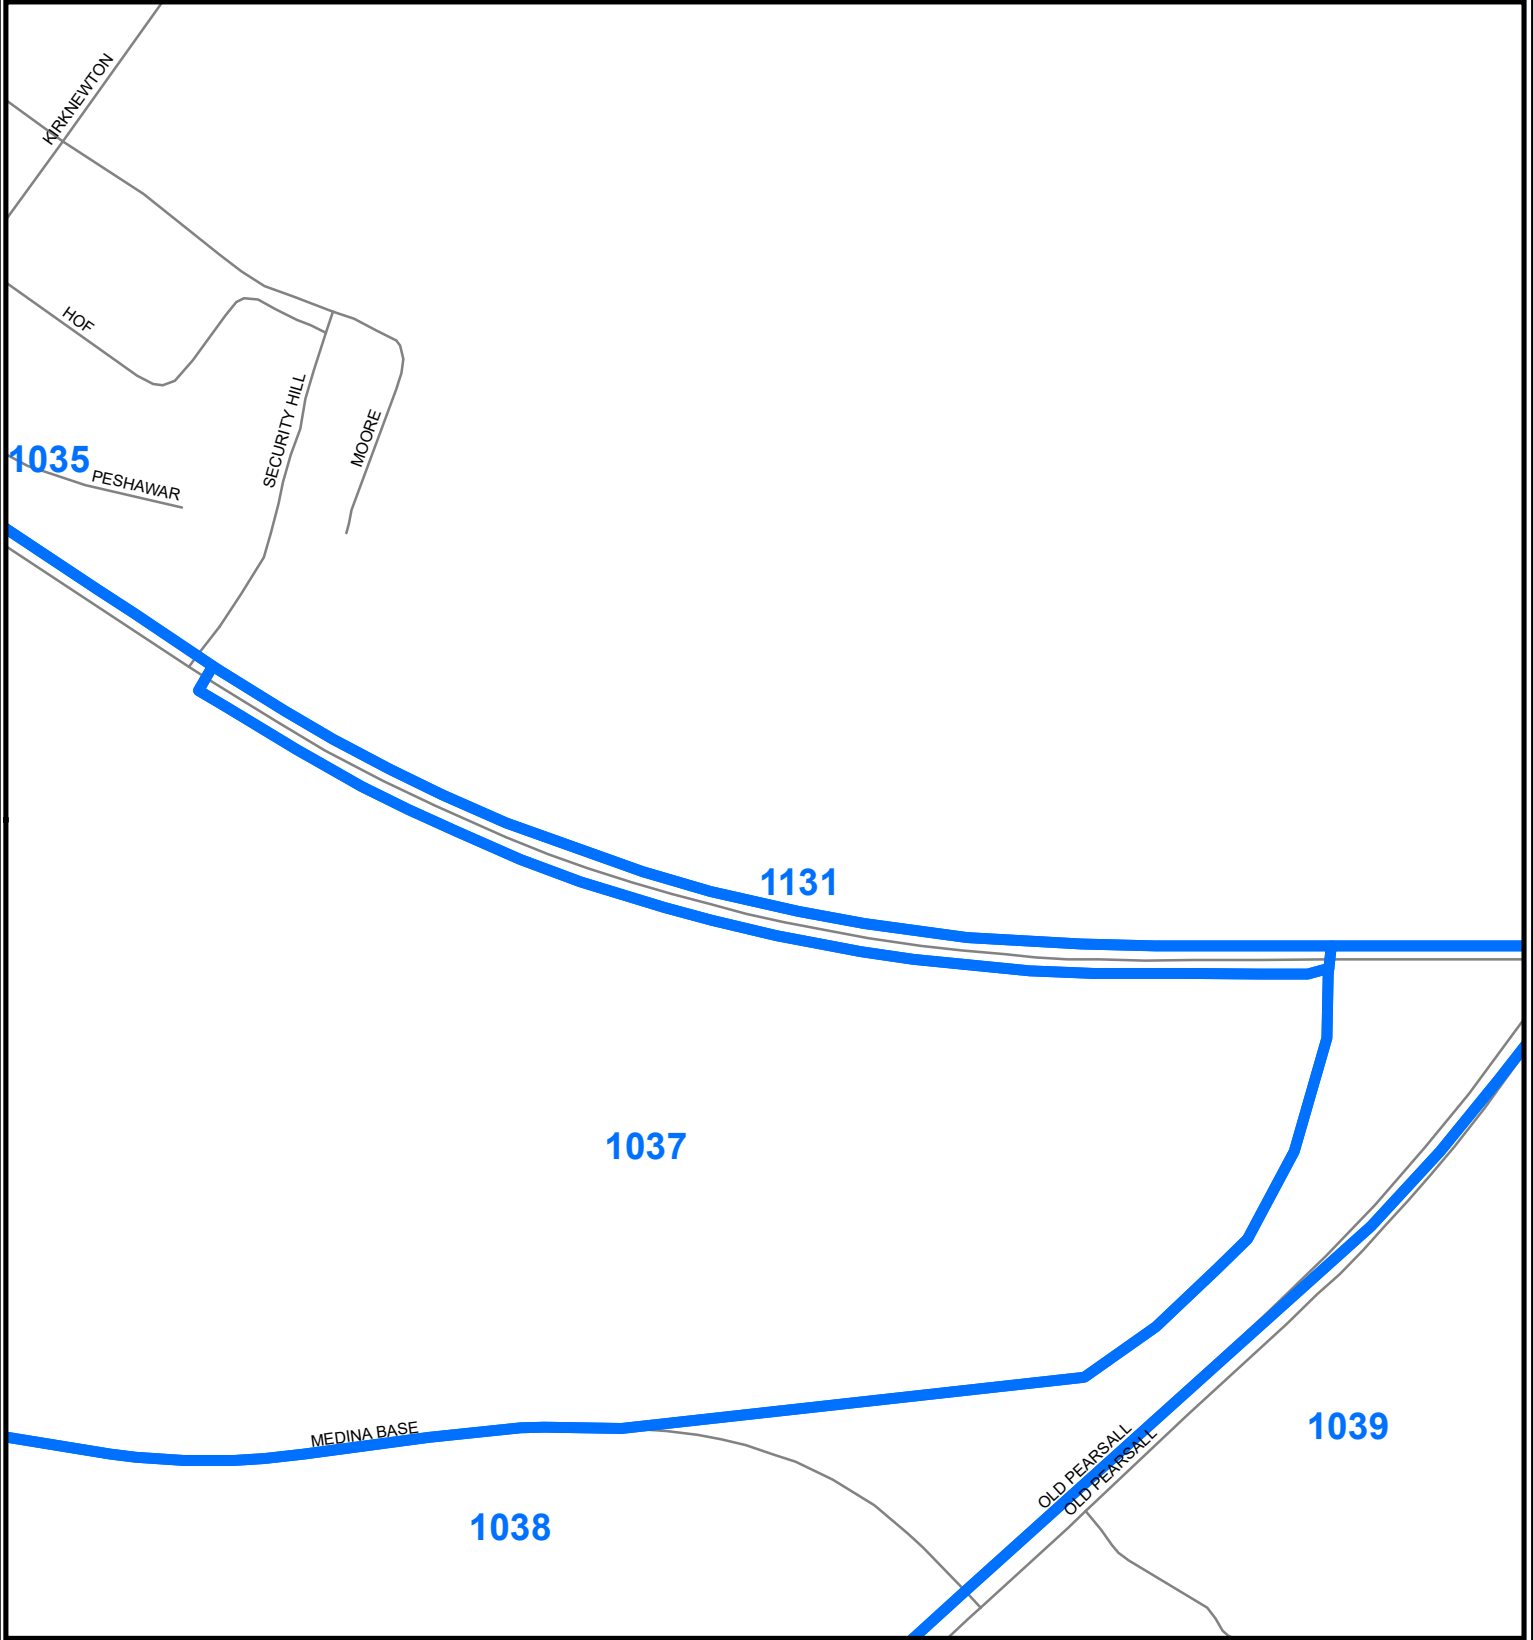 KIRKNEWTON
HOF
SECURITY HILL
MOORE
1035
PESHAWAR
1131
1037
MEDINA BASE
OLD PEARSALL
OLD PEARSALL
1039
1038